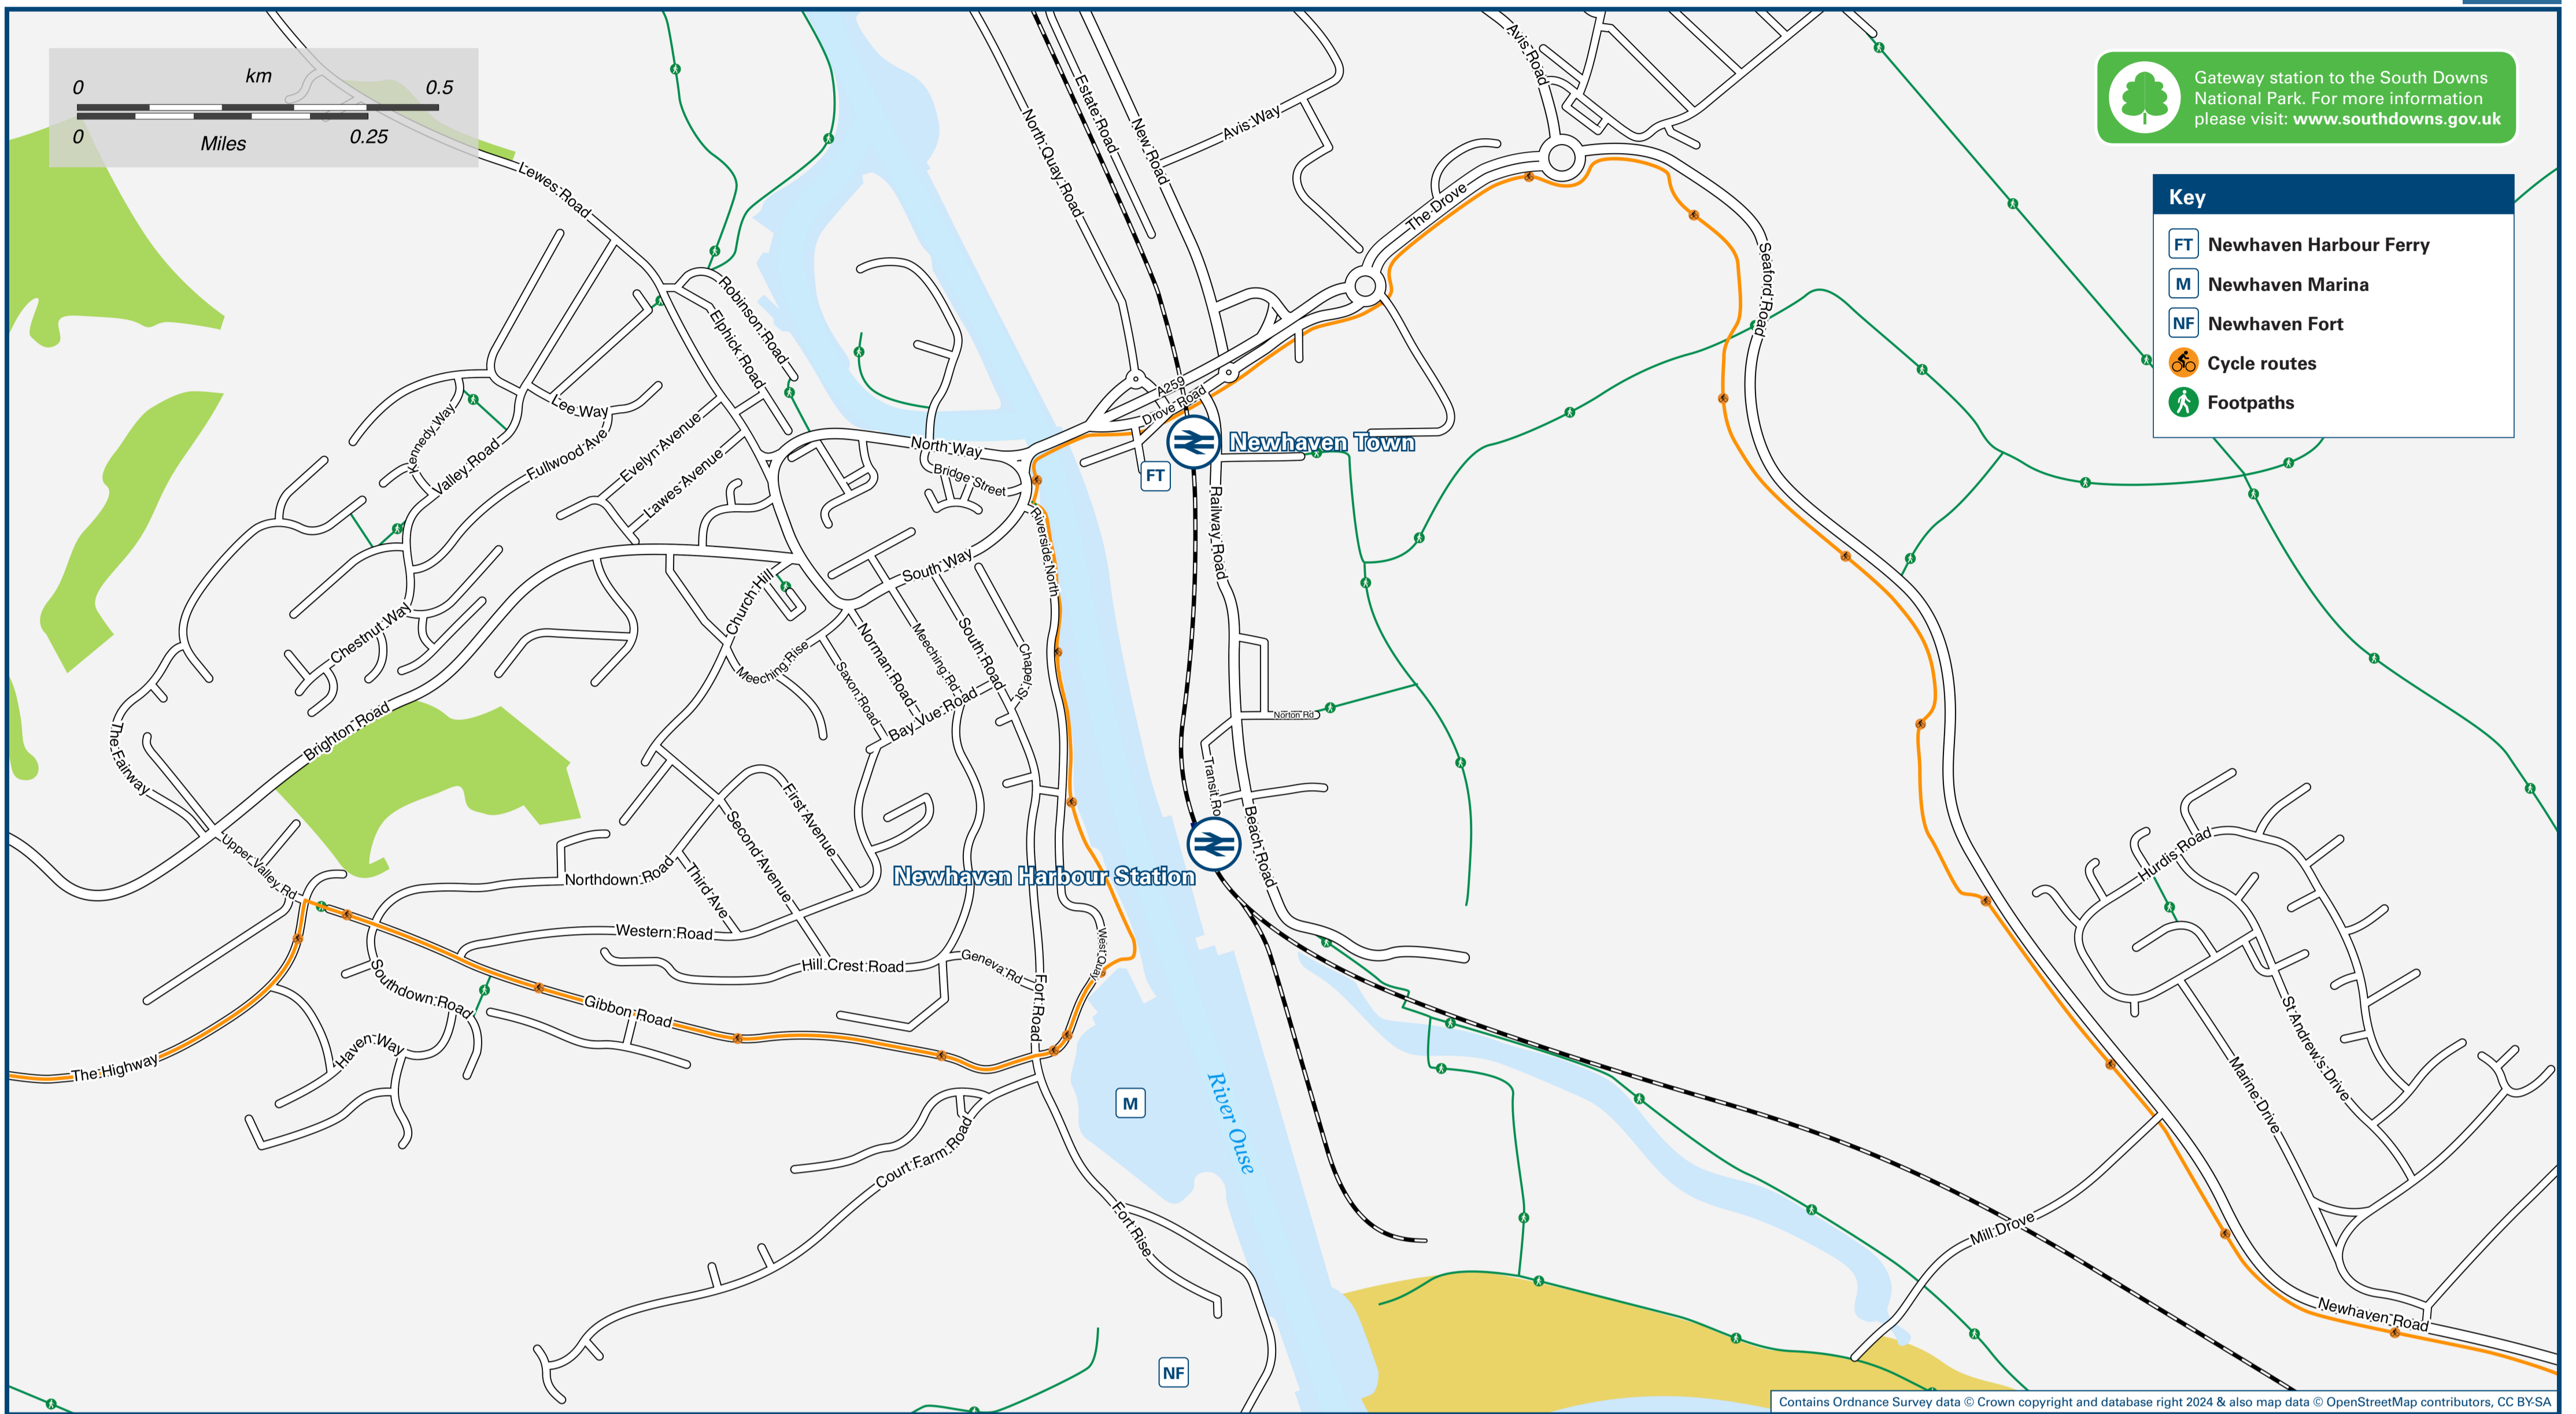 km
0
0.5
0
0.25
Miles
Gateway station to the South Downs
National Park. For more information
please visit: www.southdowns.gov.uk
Key
FT Newhaven Harbour Ferry
M Newhaven Marina
NF Newhaven Fort
Cycle routes
Footpaths
Avis Road
Estate Road
New Road
North Quay Road
Avis Way
Lewes Road
The Drove
Seaford Road
Robinson Road
Elphick Road
A259
Drove Road
Lee Way
Kennedy Way
Valley Road
Fullwood Ave
Evelyn Avenue
Lawes Avenue
North Way
Bridge Street
Newhaven Town
FT
Riverside North
Railway Road
South Way
Church Hill
Chestnut Way
Meeching Rise
Norman Road
Meeching Rd
South Road
Chapel St
Saxon Road
Bay Vue Road
Norton Rd
Brighton Road
The Fairway
Transit Ro
Beach Road
First Avenue
Second Avenue
Third Ave
Upper Valley Rd
Northdown Road
Newhaven Harbour Station
Hurdis Road
Western Road
West Quay
Hill Crest Road
Geneva Rd
Fort Road
Southdown Road
Gibbon Road
Haven Way
The Highway
St Andrew's Drive
Marine Drive
M
River Ouse
Court Farm Road
Fort Rise
Mill Drove
Newhaven Road
NF
Contains Ordnance Survey data © Crown copyright and database right 2024 & also map data © OpenStreetMap contributors, CC BY-SA